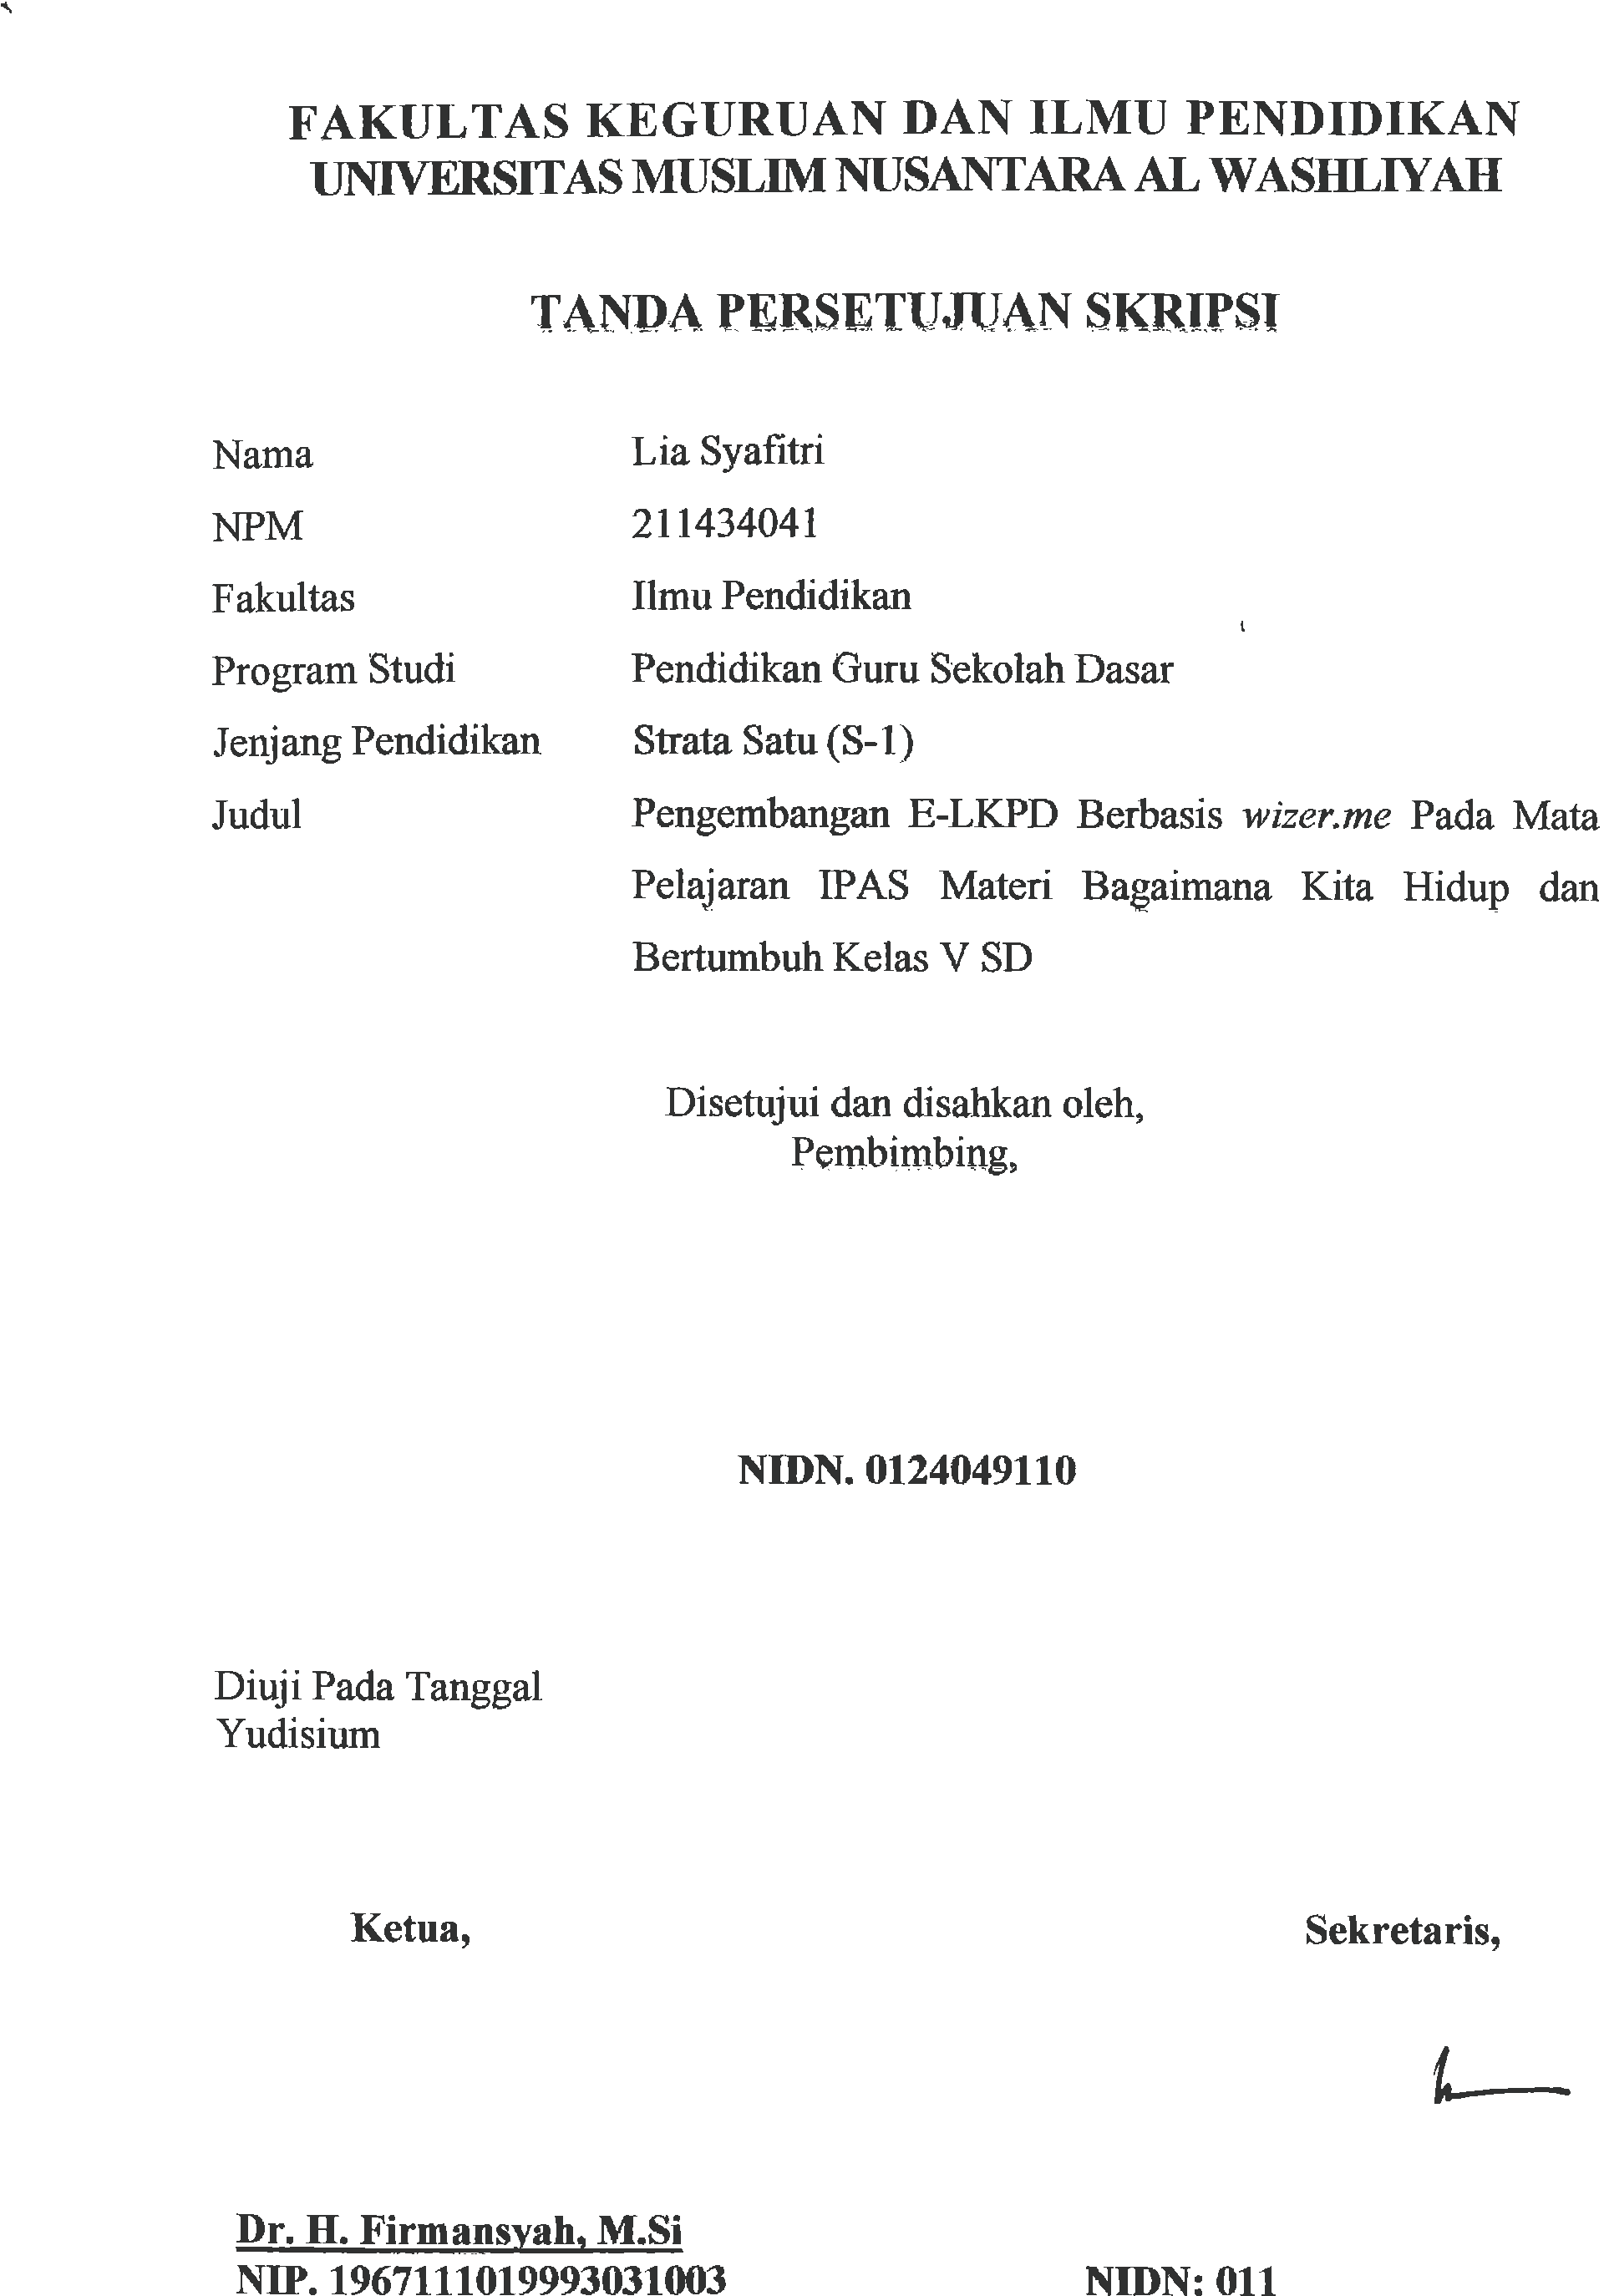 FAKULTAS KEGURUAN DAN ILMU PENDIDIKAN
UNIVERSITAS MUSLIM NUSANTARA AL WASHLIYAH
TANDA PERSETUJUAN SKRIPSI
Nama Lia Syafitri
NPM 211434041
Fakultas Ilmu Pendidikan
Program Studi Pendidikan Guru Sekolah Dasar
Jenjang Pendidikan Strata Satu (S-1)
Judul Pengembangan E-LKPD Berbasis wizer.me Pada Mata
Pelajaran IPAS Materi Bagaimana Kita Hidup dan
Bertumbuh Kelas V SD
Disetujui dan disahkan oleh,
Pembimbing,
NIDN. 0124049110
Diuji Pada Tanggal
Yudisium
Ketua, Sekretaris,
Dr. H. Firmansyah, M.Si
NIP. 1967111019993031003 NIDN: 011